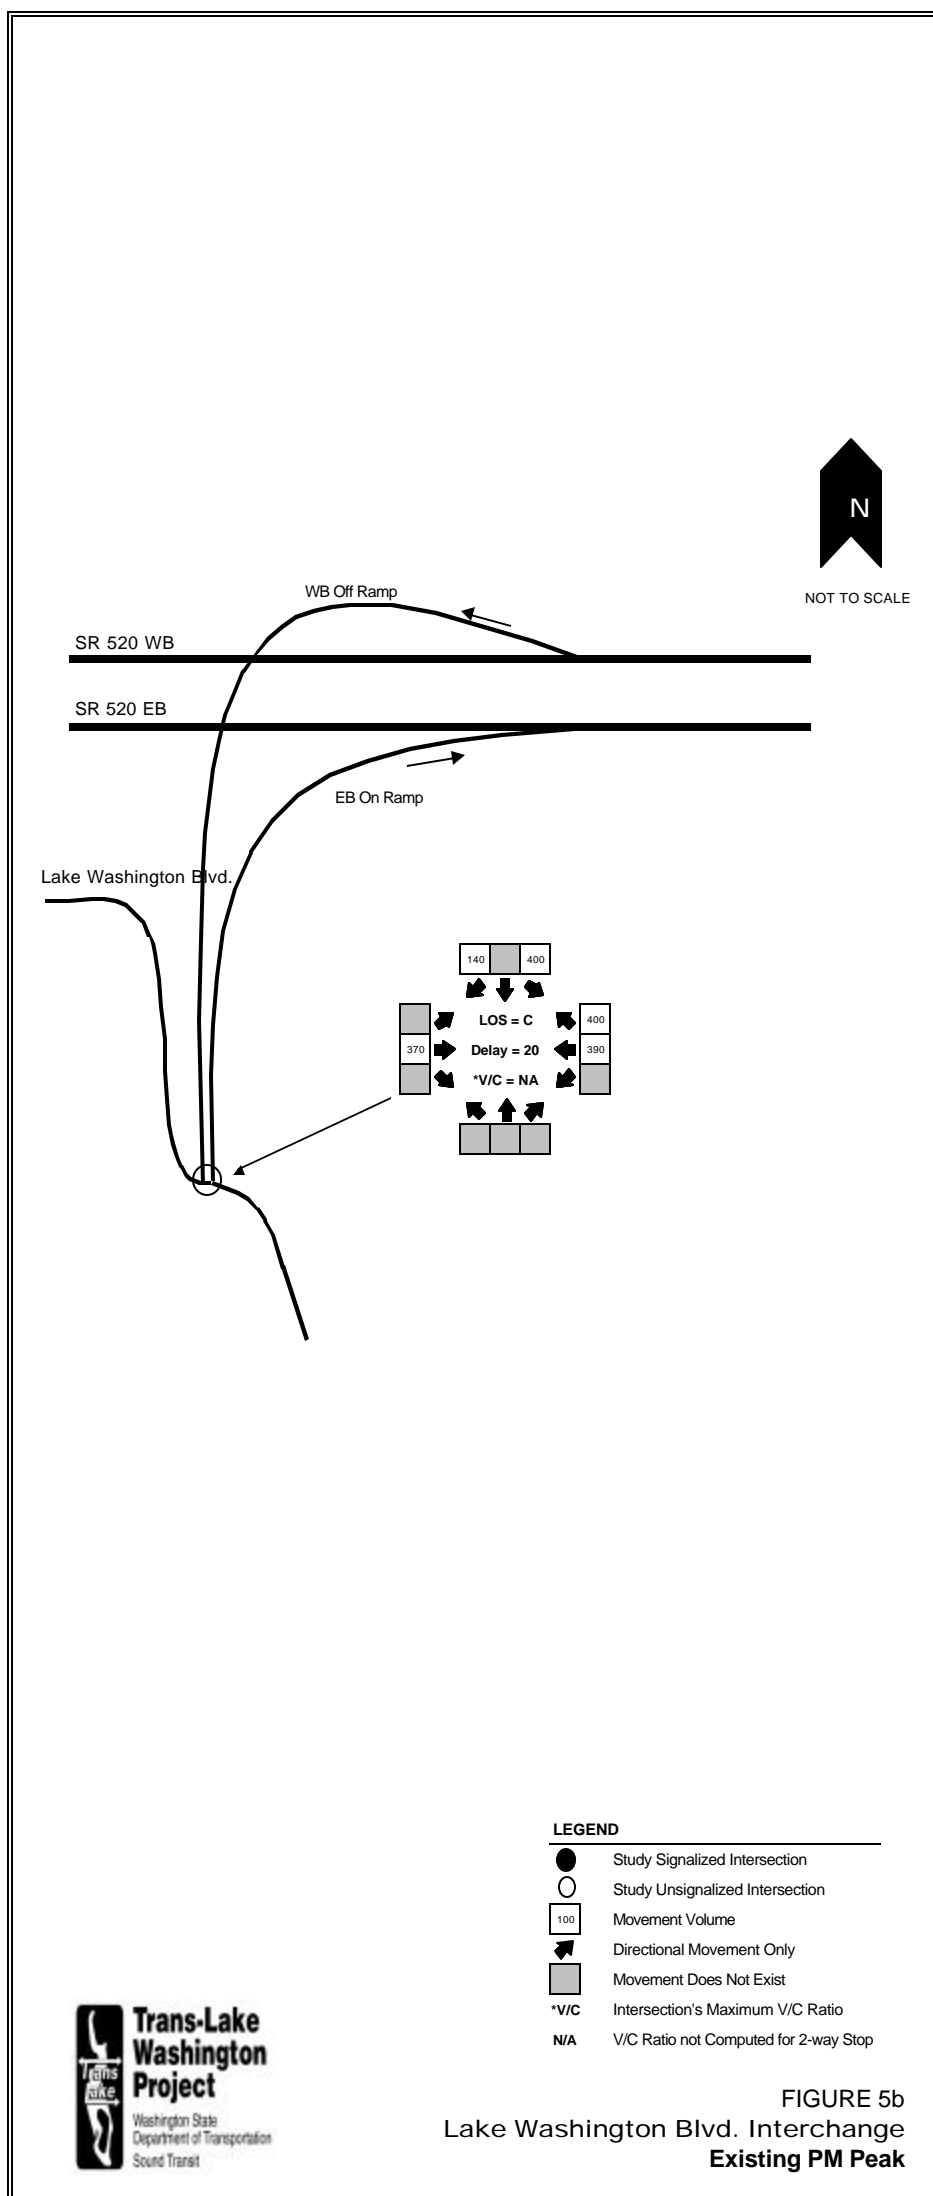 N
NOT TO SCALE
WB Off Ramp
SR 520 WB
SR 520 EB
EB On Ramp
Lake Washington Blvd.
140 400
LOS = C 400
370 Delay = 20 390
*V/C = NA
LEGEND
Study Signalized Intersection
Study Unsignalized Intersection
100 Movement Volume
Directional Movement Only
Movement Does Not Exist
*V/C Intersection's Maximum V/C Ratio
N/A V/C Ratio not Computed for 2-way Stop
Trans
Lake
Trans-Lake
Washington
Project
Washington State
Department of Transportation
Sound Transit
FIGURE 5b
Lake Washington Blvd. Interchange
Existing PM Peak